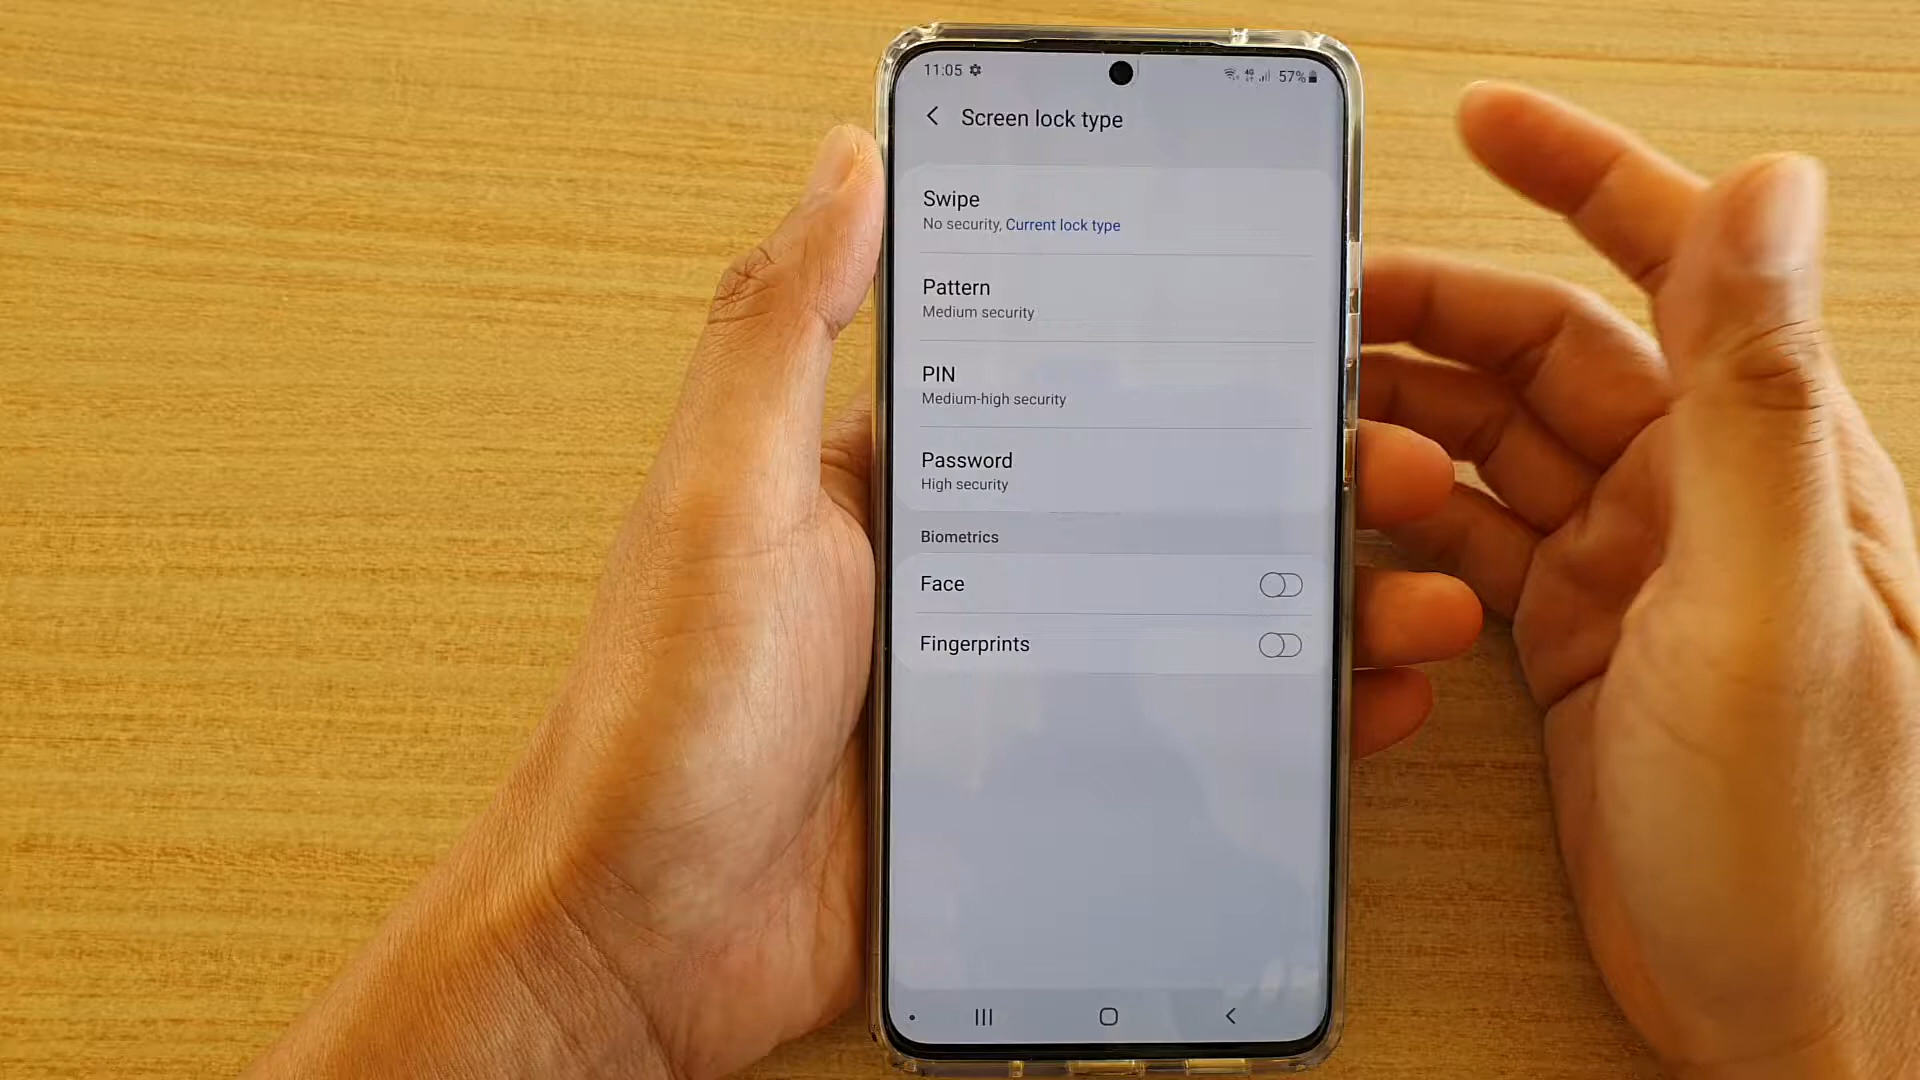 11:05
4G 57%
Screen lock type
Swipe
No security, Current lock type
Pattern
Medium security
PIN
Medium-high security
Password
High security
Biometrics
Face
Fingerprints